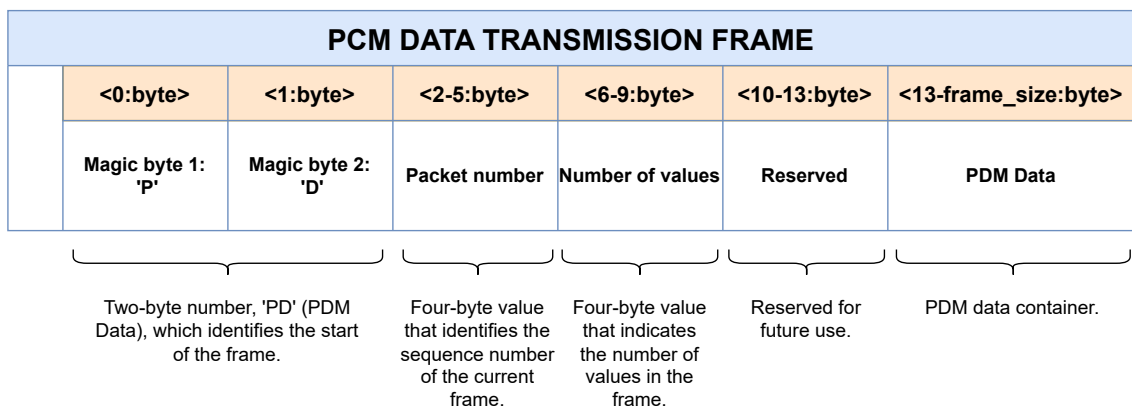 PCM DATA TRANSMISSION FRAME
<0:byte>
<1:byte>
<2-5:byte>
<6-9:byte>
<10-13:byte>
<13-frame_size:byte>
Magic byte 1:
'P'
Magic byte 2:
'D'
Packet number
Number of values
Reserved
PDM Data
Two-byte number, 'PD' (PDM
Data), which identifies the start
of the frame.
Four-byte value
that identifies the
sequence number
of the current
frame.
Four-byte value
that indicates
the number of
values in the
frame.
Reserved for
future use.
PDM data container.